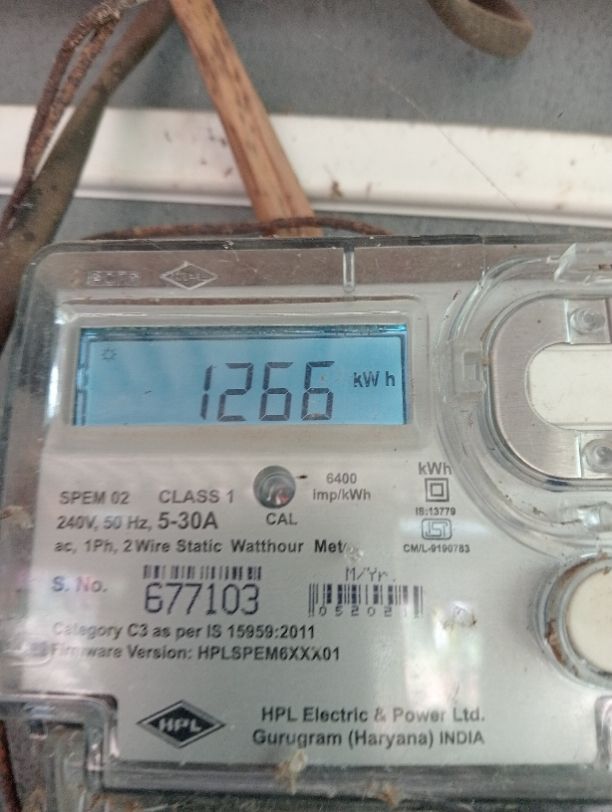 1266 kWh
6400
Imp/kWh
kWh
SPEM 02 CLASS 1
240V, 50 Hz, 5-30A
CAL
IS:13779
CM/L-9190783
ac, 1Ph, 2 Wire Static Watthour
S. No.
677103
M/Yr.
Category C3 as per IS 15959:2011
Firmware Version: HPLSPEM6XXX01
HPL
HPL Electric & Power Ltd.
Gurugram (Haryana) INDIA